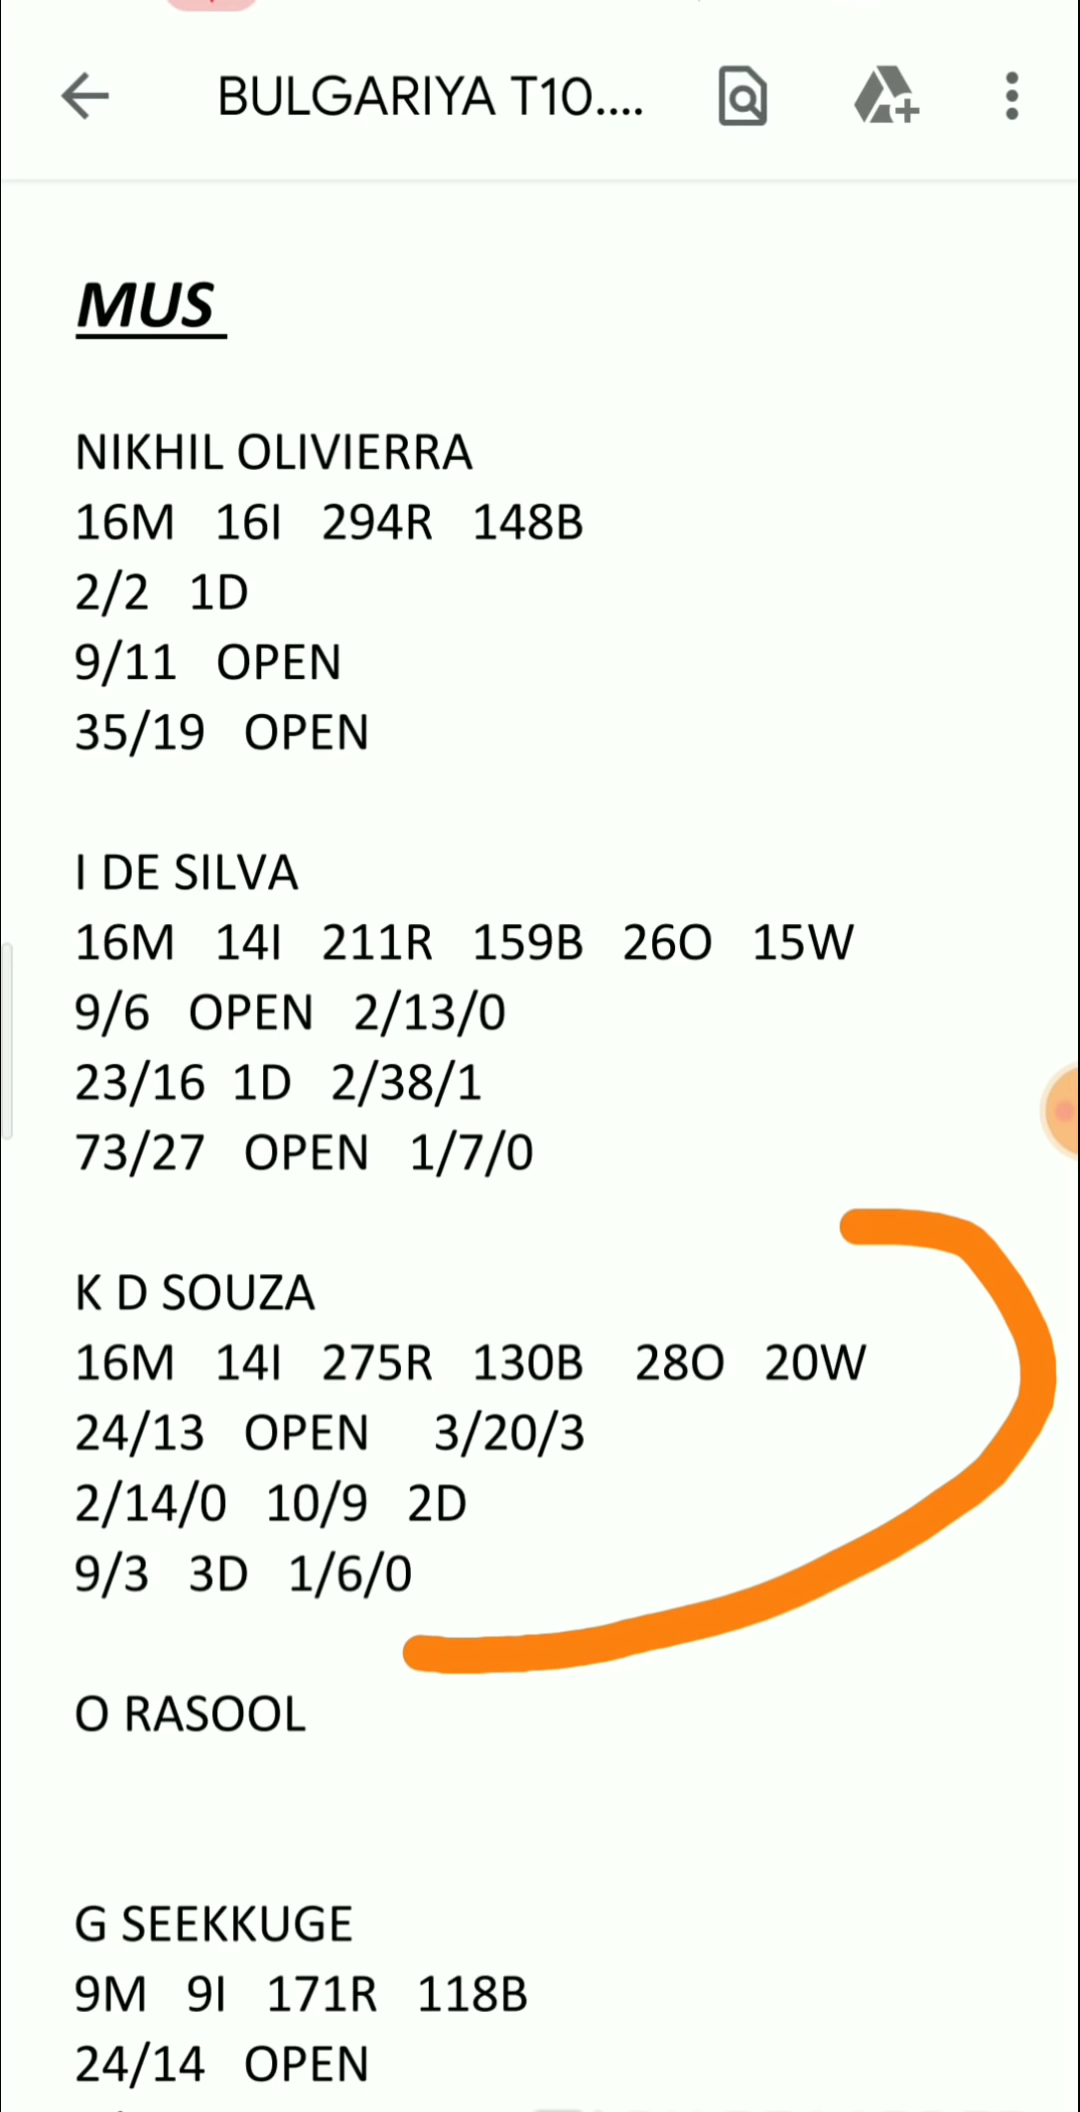 BULGARIYA T10....
MUS
NIKHIL OLIVIERRA
16M 16I 294R 148B
2/2 1D
9/11 OPEN
35/19 OPEN
I DE SILVA
16M 14I 211R 159B 26O 15W
9/6 OPEN 2/13/0
23/16 1D 2/38/1
73/27 OPEN 1/7/0
K D SOUZA
16M 14I 275R 130B 28O 20W
24/13 OPEN 3/20/3
2/14/0 10/9 2D
9/3 3D 1/6/0
O RASOOL
G SEEKKUGE
9M 9I 171R 118B
24/14 OPEN